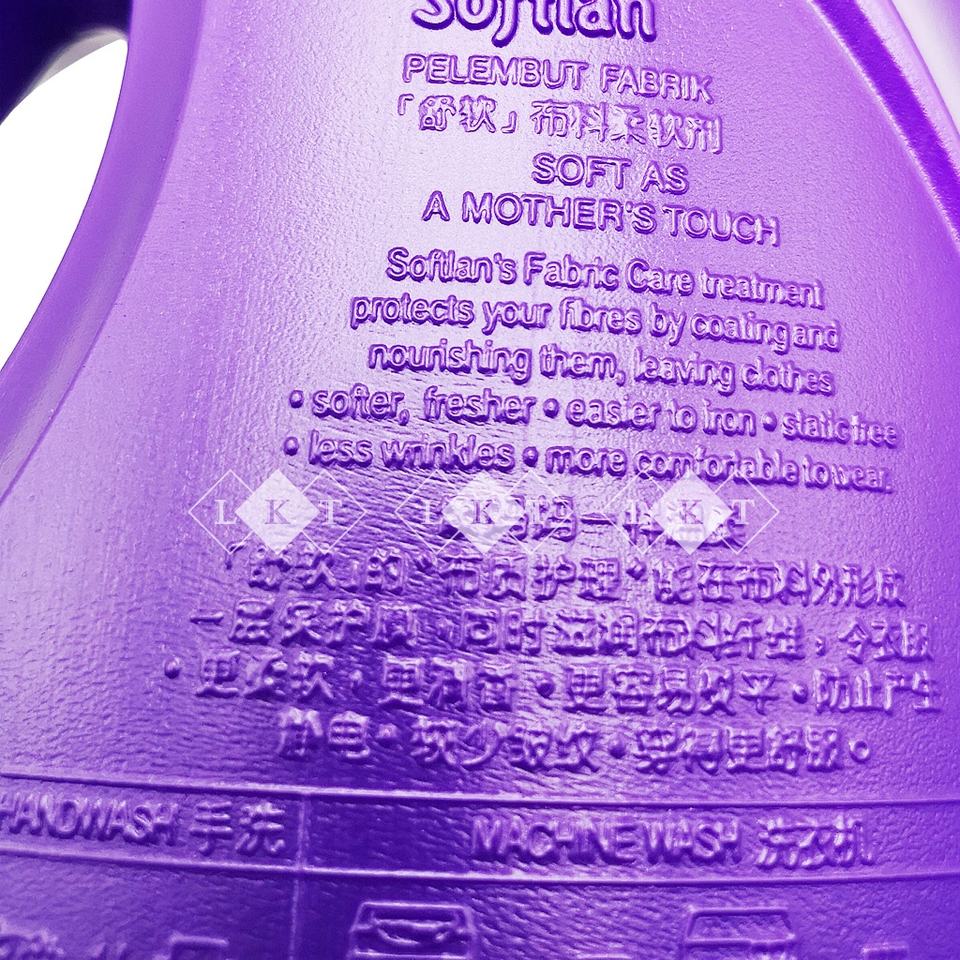 Softlan
PELEMBUT FABRIK
「舒软」布料柔软剂
SOFT AS
A MOTHER'S TOUCH
Softlan's Fabric Care treatment
protects your fibres by coating and
nourishing them, leaving clothes
• softer, fresher • easier to iron • static free
• less wrinkles • more comfortable to wear.
LKT LKT LKT
「舒软」的"布质护理"能在布料外形成
一层保护膜,同时滋润布料纤维,令衣服
• 更柔软 • 更清香 • 更容易熨平 • 防止产生
静电 • 较少皱纹 • 穿得更舒服。
HANDWASH 手洗
MACHINE WASH 洗衣机